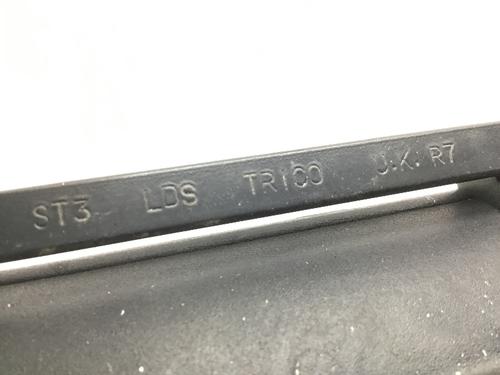 ST3 LDS TRICO U.K. R7